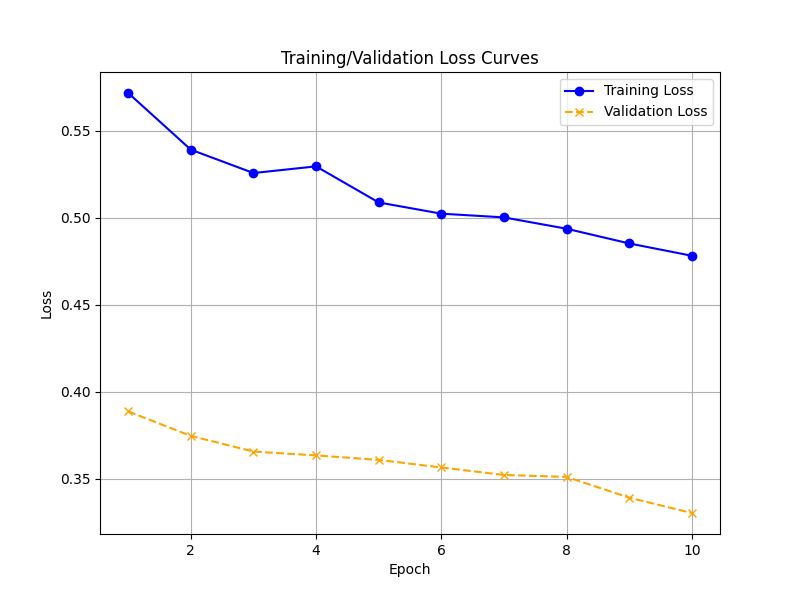 Training/Validation Loss Curves
Training Loss
Validation Loss
0.55
0.50
0.45
0.40
0.35
Loss
2 4 6 8 10
Epoch